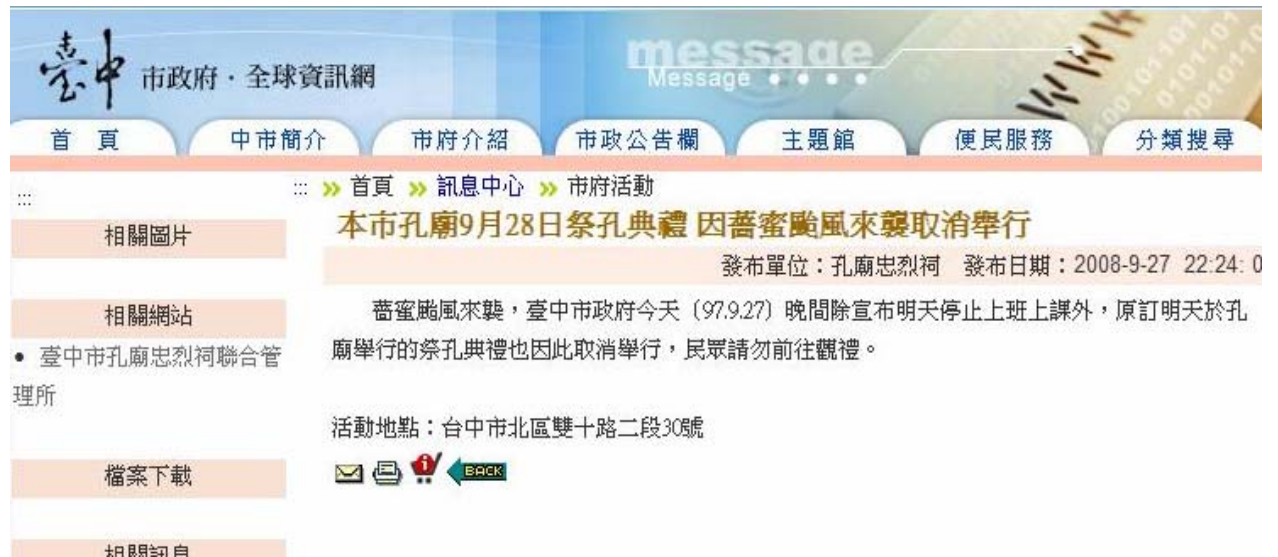 臺中 市政府·全球資訊網
message
Message
首 頁 中市簡介 市府介紹 市政公告欄 主題館 便民服務 分類搜尋
::: » 首頁 » 訊息中心 » 市府活動
:::
本市孔廟9月28日祭孔典禮 因薔蜜颱風來襲取消舉行
相關圖片
發布單位:孔廟忠烈祠 發布日期:2008-9-27 22:24: 0
薔蜜颱風來襲,臺中市政府今天(97.9.27)晚間除宣布明天停止上班上課外,原訂明天於孔
廟舉行的祭孔典禮也因此取消舉行,民眾請勿前往觀禮。
相關網站
• 臺中市孔廟忠烈祠聯合管
理所
活動地點:台中市北區雙十路二段30號
BACK
檔案下載
相關訊息